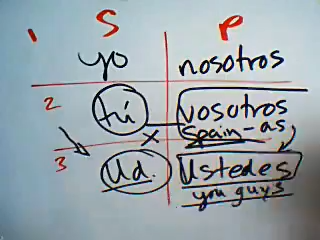 S P
1 yo nosotros
2 tú vosotros
Spain-as
3 Ud. Ustedes
you guys